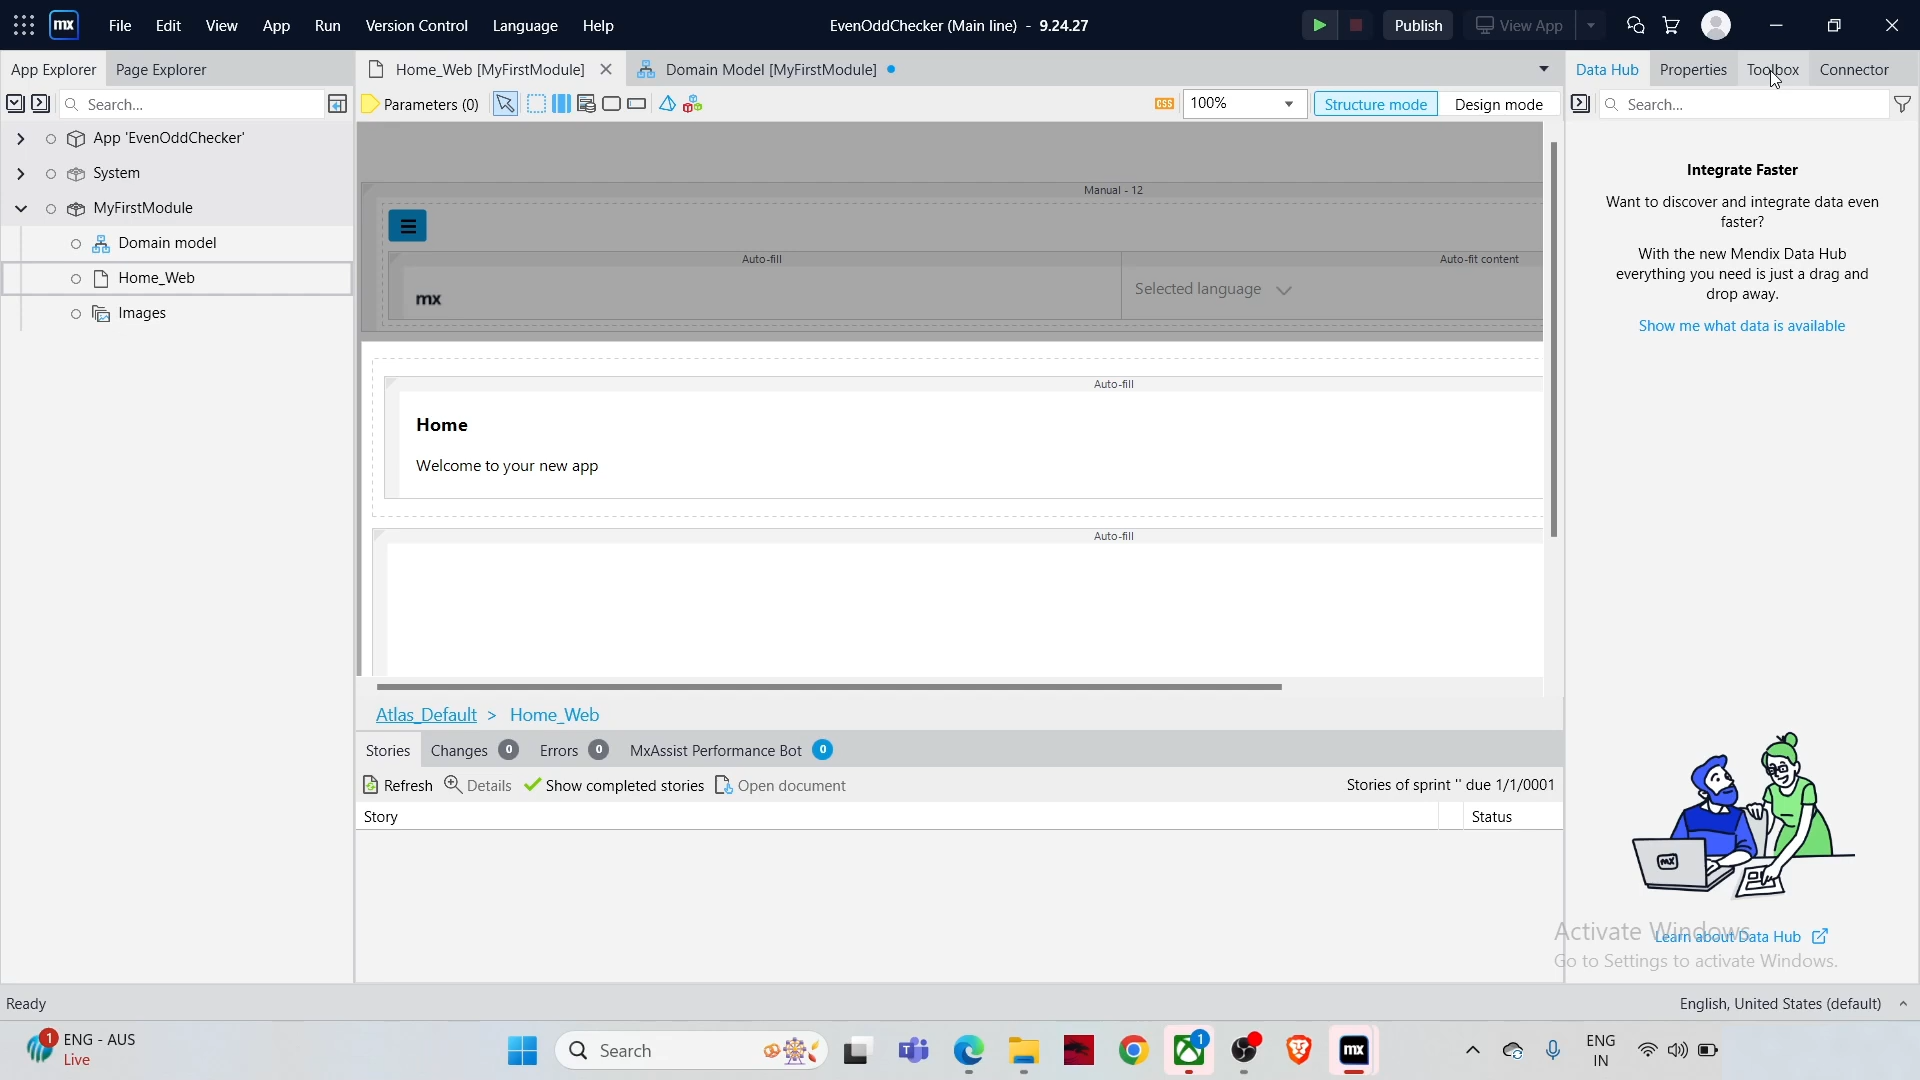 mx File Edit View App Run Version Control Language Help EvenOddChecker (Main line) - 9.24.27 Publish View App
App Explorer Page Explorer Home_Web [MyFirstModule] Domain Model [MyFirstModule] Data Hub Properties Toolbox Connector
Search... Parameters (0) CSS 100% Structure mode Design mode Search...
App 'EvenOddChecker'
System
MyFirstModule
Domain model
Home_Web
Images
Manual - 12
Auto-fill Auto-fit content
mx Selected language
Auto-fill
Home
Welcome to your new app
Auto-fill
Atlas_Default > Home_Web
Stories Changes 0 Errors 0 MxAssist Performance Bot 0
Refresh Details Show completed stories Open document Stories of sprint '' due 1/1/0001
Story Status
Integrate Faster
Want to discover and integrate data even
faster?
With the new Mendix Data Hub
everything you need is just a drag and
drop away.
Show me what data is available
mx
Learn about Data Hub
Activate Windows
Go to Settings to activate Windows.
Ready English, United States (default)
1 ENG - AUS
Live
Search
1
mx
ENG
IN